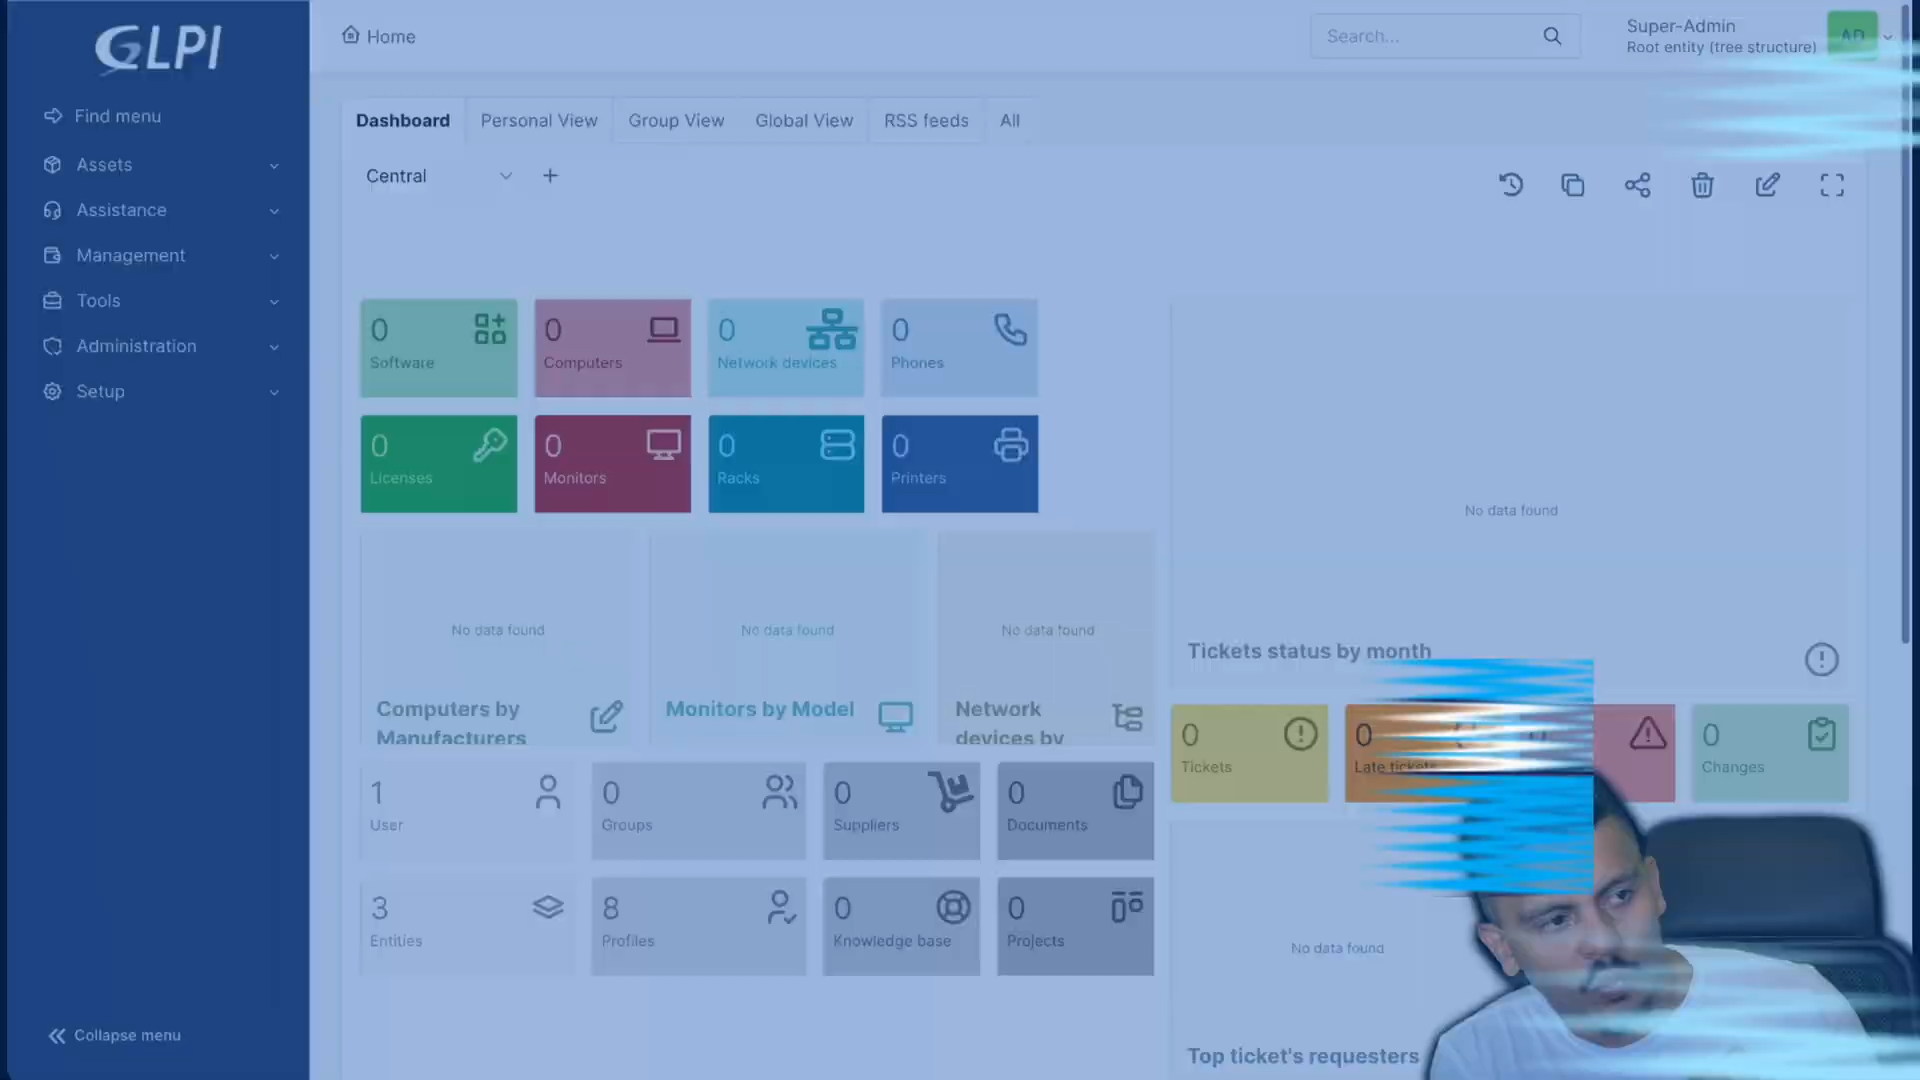 GLPI
Find menu
Assets
Assistance
Management
Tools
Administration
Setup
Collapse menu
Home
Search...
Super-Admin
Root entity (tree structure)
AD
Dashboard
Personal View
Group View
Global View
RSS feeds
All
Central
0
Software
0
Computers
0
Network devices
0
Phones
0
Licenses
0
Monitors
0
Racks
0
Printers
No data found
Computers by
Manufacturers
No data found
Monitors by Model
No data found
Network
devices by
1
User
0
Groups
0
Suppliers
0
Documents
3
Entities
8
Profiles
0
Knowledge base
0
Projects
No data found
Tickets status by month
0
Tickets
0
Late tickets
0
Changes
No data found
Top ticket's requesters